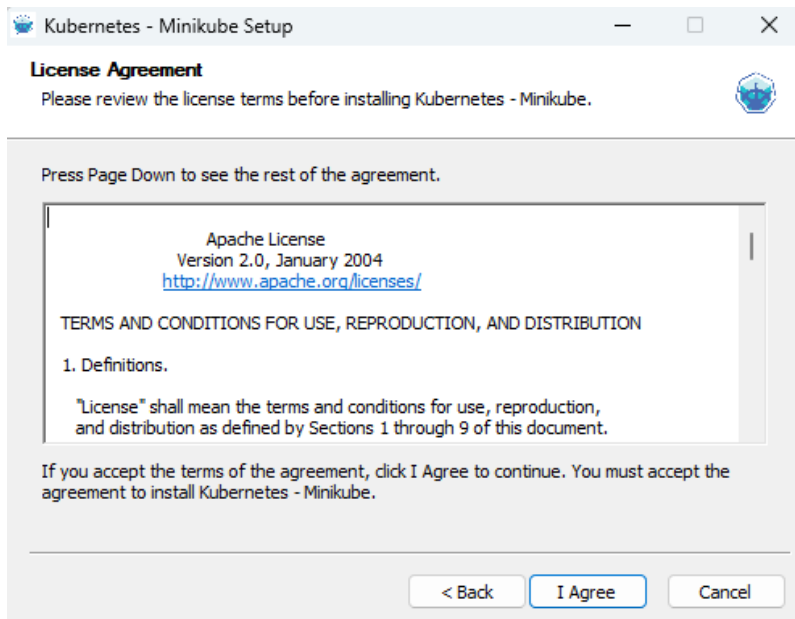 Kubernetes - Minikube Setup
License Agreement
Please review the license terms before installing Kubernetes - Minikube.
Press Page Down to see the rest of the agreement.
Apache License
Version 2.0, January 2004
http://www.apache.org/licenses/
TERMS AND CONDITIONS FOR USE, REPRODUCTION, AND DISTRIBUTION
1. Definitions.
"License" shall mean the terms and conditions for use, reproduction,
and distribution as defined by Sections 1 through 9 of this document.
If you accept the terms of the agreement, click I Agree to continue. You must accept the
agreement to install Kubernetes - Minikube.
< Back I Agree Cancel